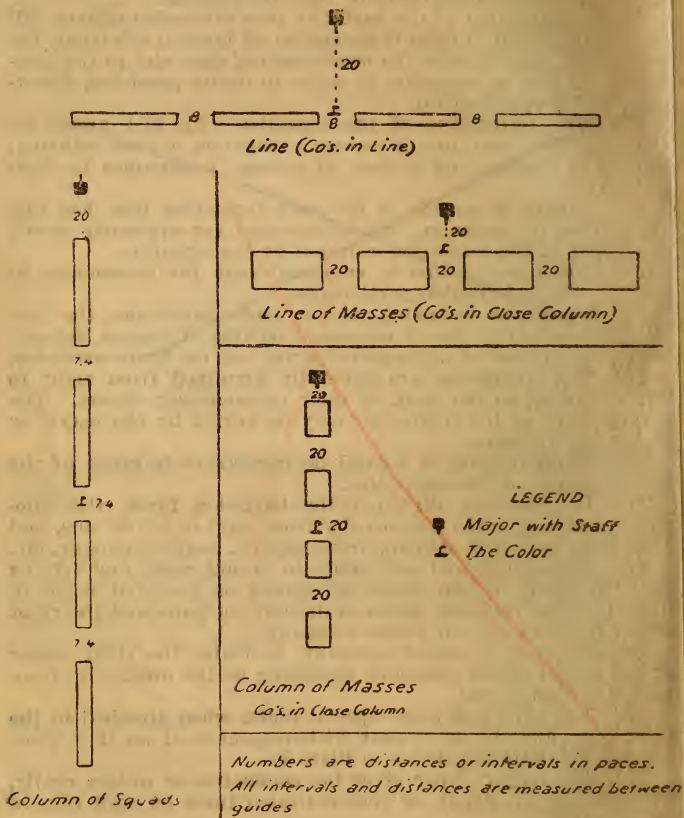 20
8 8 8
Line (Co's. in Line)
20
20
20 20 20
Line of Masses (Co's. in Close Column)
7.4
20
20
LEGEND
7.4
20
Major with Staff
The Color
20
7.4
Column of Masses
Co's. in Close Column
Numbers are distances or intervals in paces.
All intervals and distances are measured between
guides
Column of Squads